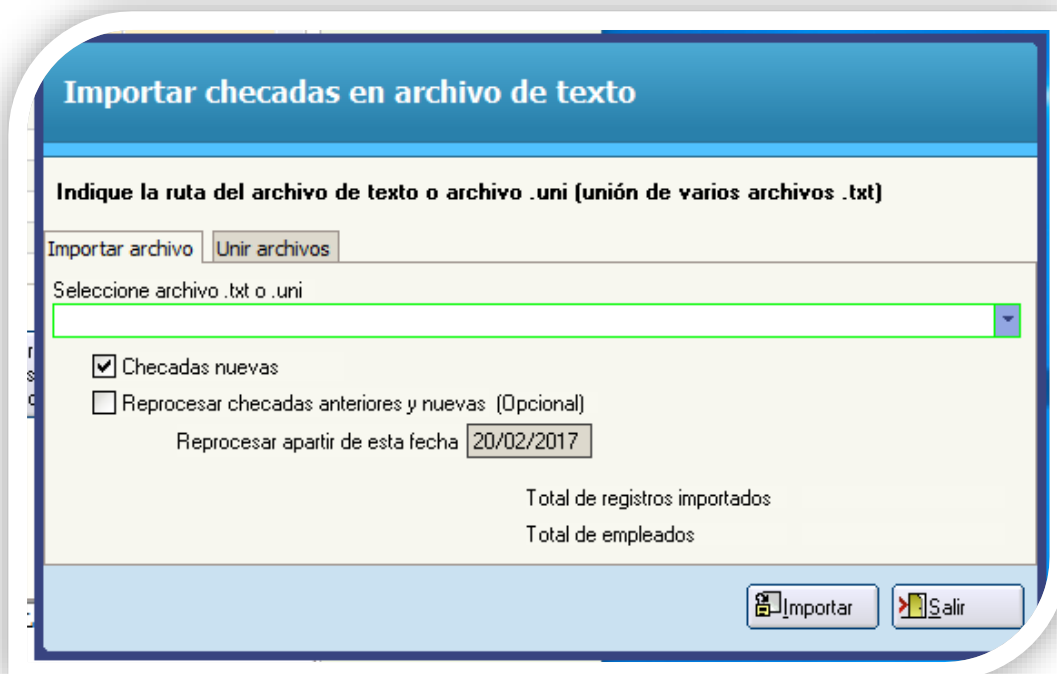 Importar checadas en archivo de texto
Indique la ruta del archivo de texto o archivo .uni (unión de varios archivos .txt)
Importar archivo Unir archivos
Seleccione archivo .txt o .uni
Checadas nuevas
Reprocesar checadas anteriores y nuevas (Opcional)
Reprocesar apartir de esta fecha 20/02/2017
Total de registros importados
Total de empleados
Importar Salir